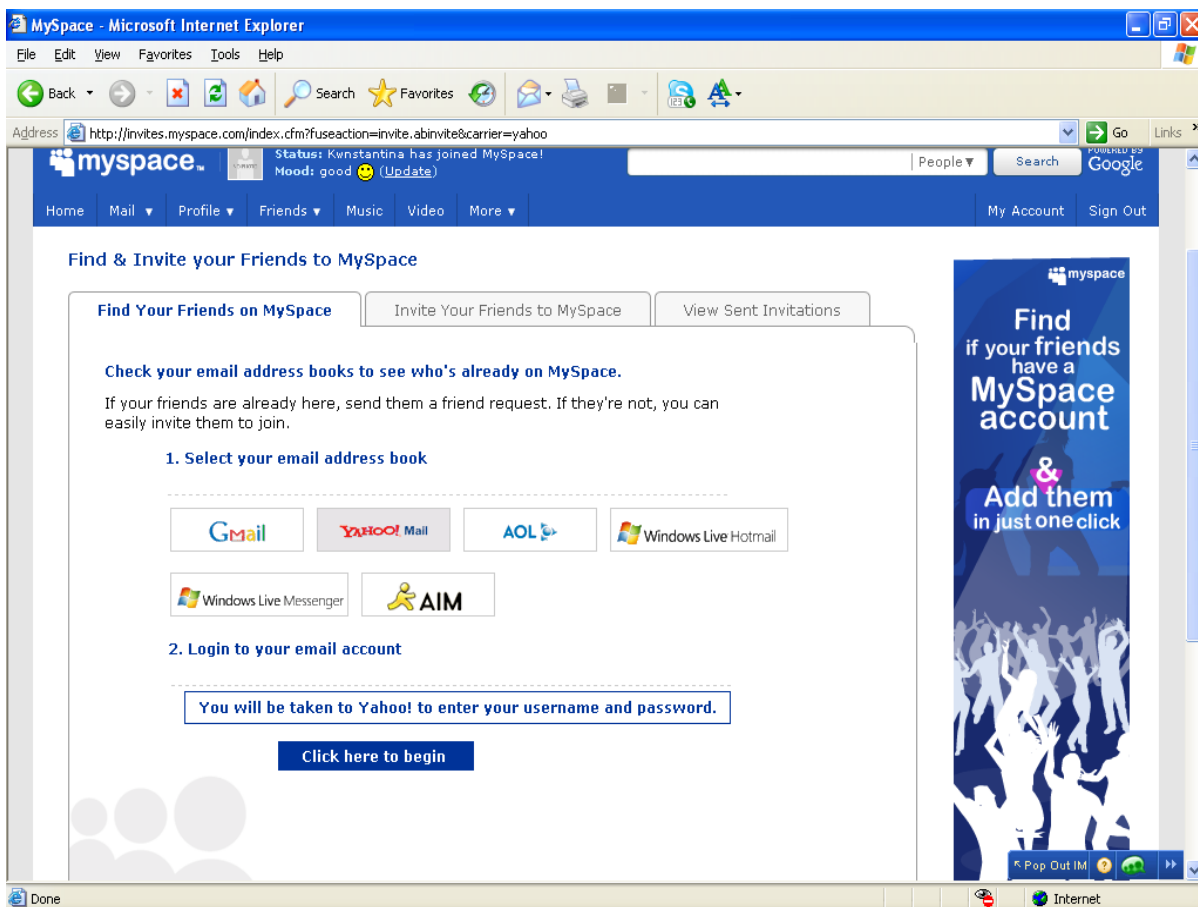 MySpace - Microsoft Internet Explorer
File Edit View Favorites Tools Help
Back Search Favorites
Address http://invites.myspace.com/index.cfm?fuseaction=invite.abinvite&carrier=yahoo Go Links
myspace. Status: Kwnstantina has joined MySpace!
Mood: good (Update)
People Search POWERED BY Google
Home Mail Profile Friends Music Video More My Account Sign Out
Find & Invite your Friends to MySpace
Find Your Friends on MySpace Invite Your Friends to MySpace View Sent Invitations
Check your email address books to see who's already on MySpace.
If your friends are already here, send them a friend request. If they're not, you can
easily invite them to join.
1. Select your email address book
Gmail YAHOO! Mail AOL Windows Live Hotmail
Windows Live Messenger AIM
2. Login to your email account
You will be taken to Yahoo! to enter your username and password.
Click here to begin
myspace
Find
if your friends
have a
MySpace
account
&
Add them
in just one click
Pop Out IM
Done Internet